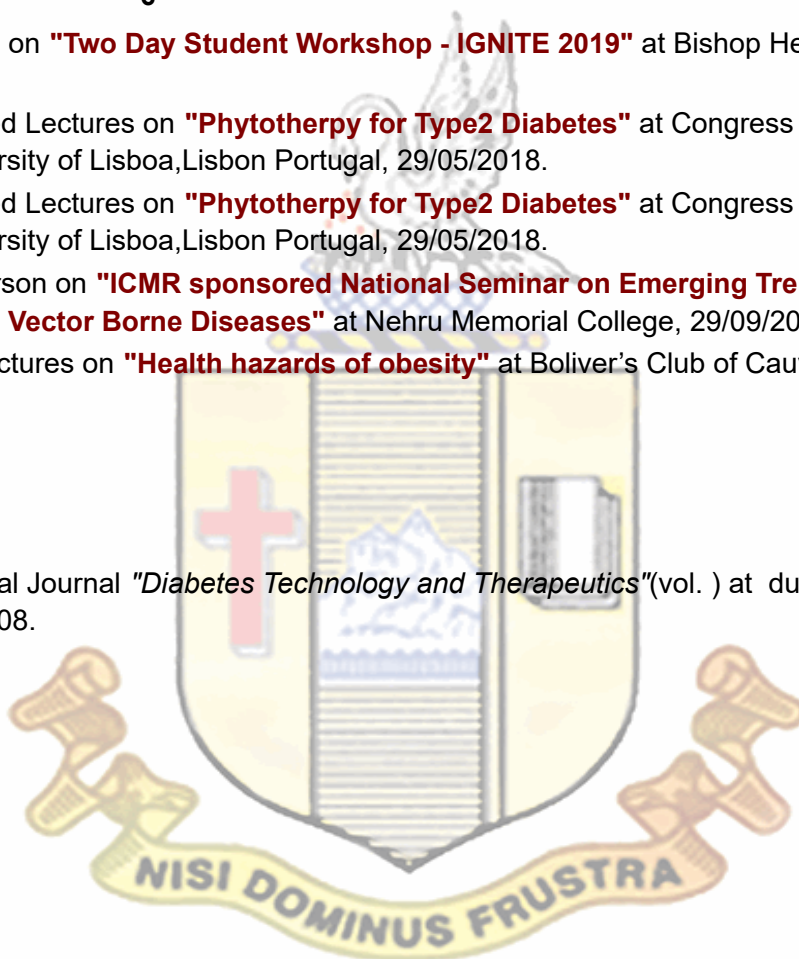 on "Two Day Student Workshop - IGNITE 2019" at Bishop He
d Lectures on "Phytotherpy for Type2 Diabetes" at Congress
rsity of Lisboa,Lisbon Portugal, 29/05/2018.
d Lectures on "Phytotherpy for Type2 Diabetes" at Congress
rsity of Lisboa,Lisbon Portugal, 29/05/2018.
rson on "ICMR sponsored National Seminar on Emerging Tre
Vector Borne Diseases" at Nehru Memorial College, 29/09/20
ctures on "Health hazards of obesity" at Boliver’s Club of Cau
al Journal "Diabetes Technology and Therapeutics"(vol. ) at du
08.
NISI DOMINUS FRUSTRA